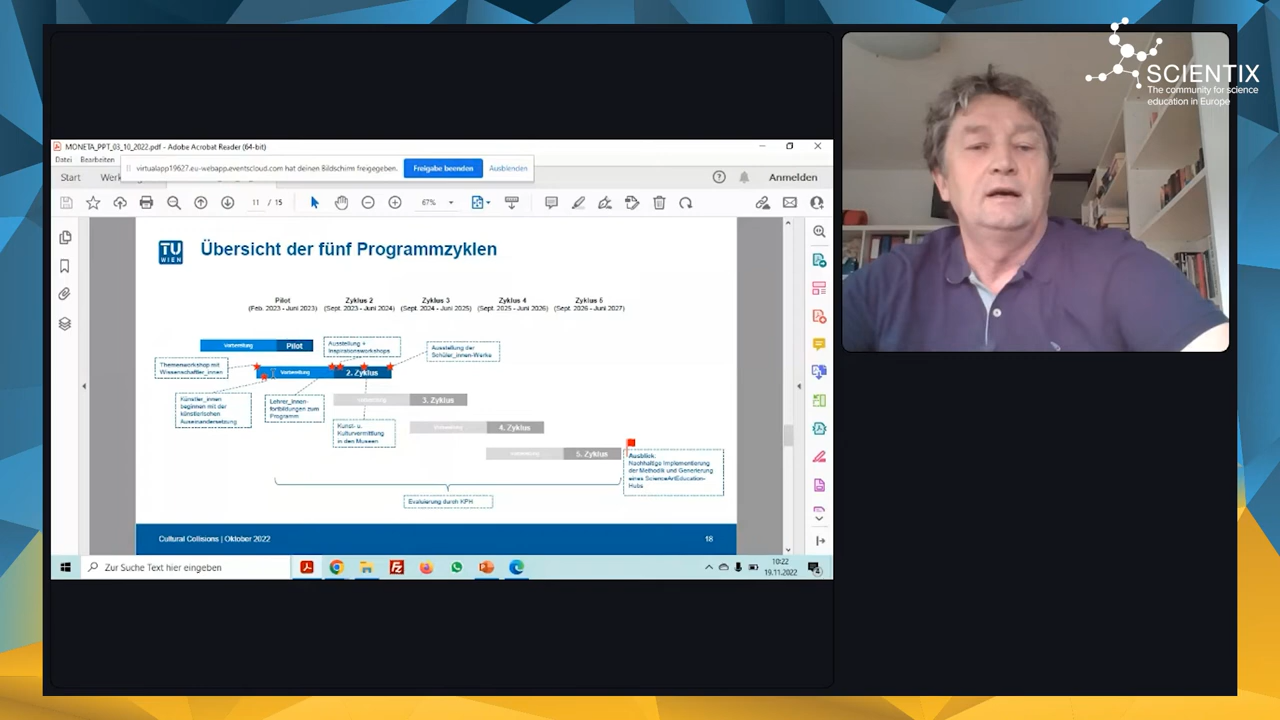 SCIENTIX
The community for science
education in Europe
MONETA_PPT_03_10_2022.pdf - Adobe Acrobat Reader (64-bit)
Datei Bearbeiten
virtualapp19627.eu-webapp.eventscloud.com hat deinen Bildschirm freigegeben.
Freigabe beenden
Ausblenden
Start
Anmelden
11 / 15
67%
TU
WIEN
Übersicht der fünf Programmzyklen
Pilot
(Feb. 2023 - Juni 2023)
Zyklus 2
(Sept. 2023 - Juni 2024)
Zyklus 3
(Sept. 2024 - Juni 2025)
Zyklus 4
(Sept. 2025 - Juni 2026)
Zyklus 5
(Sept. 2026 - Juni 2027)
Vorbereitung
Pilot
Ausstellung +
Inspirationsworkshops
Ausstellung der
Schüler_innen-Werke
Themenworkshop mit
Wissenschaftler_innen
Vorbereitung
2. Zyklus
Künstler_innen
beginnen mit der
künstlerischen
Auseinandersetzung
Lehrer_innen-
fortbildungen zum
Programm
Vorbereitung
3. Zyklus
Kunst- u.
Kulturvermittlung
in den Museen
Vorbereitung
4. Zyklus
Vorbereitung
5. Zyklus
Ausblick:
Nachhaltige Implementierung
der Methodik und Generierung
eines ScienceArtEducation-
Hubs
Evaluierung durch KPH
Cultural Collisions | Oktober 2022
18
Zur Suche Text hier eingeben
10:22
19.11.2022